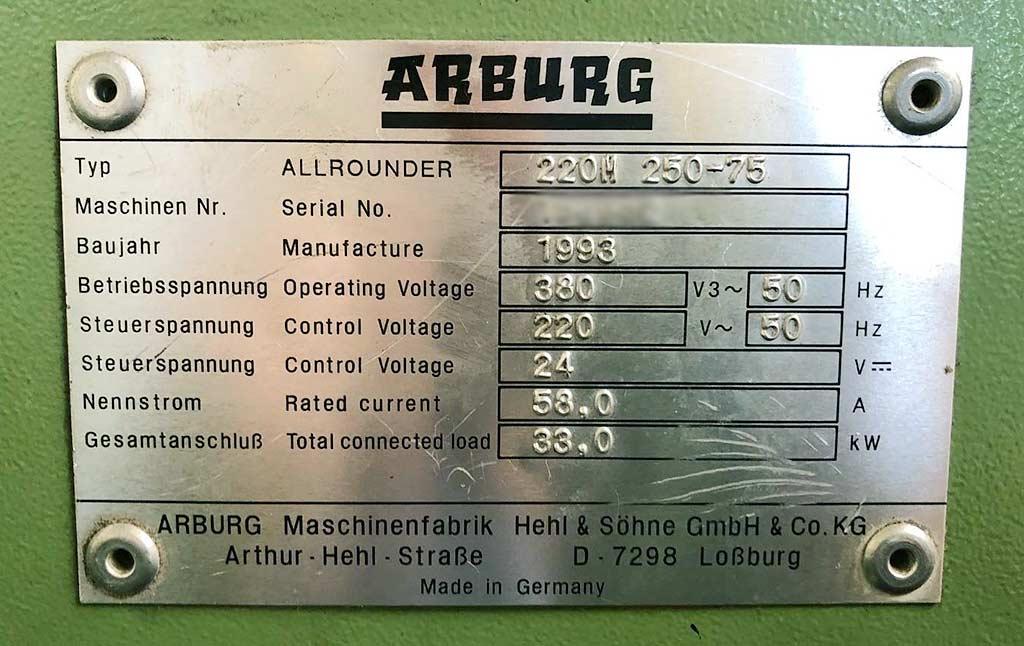 ARBURG
Typ ALLROUNDER 220M 250-75
Maschinen Nr. Serial No.
Baujahr Manufacture 1993
Betriebsspannung Operating Voltage 380 V3~ 50 Hz
Steuerspannung Control Voltage 220 V~ 50 Hz
Steuerspannung Control Voltage 24 V⎓
Nennstrom Rated current 58,0 A
Gesamtanschluß Total connected load 33,0 kW
ARBURG Maschinenfabrik Hehl & Söhne GmbH & Co. KG
Arthur-Hehl-Straße D-7298 Loßburg
Made in Germany